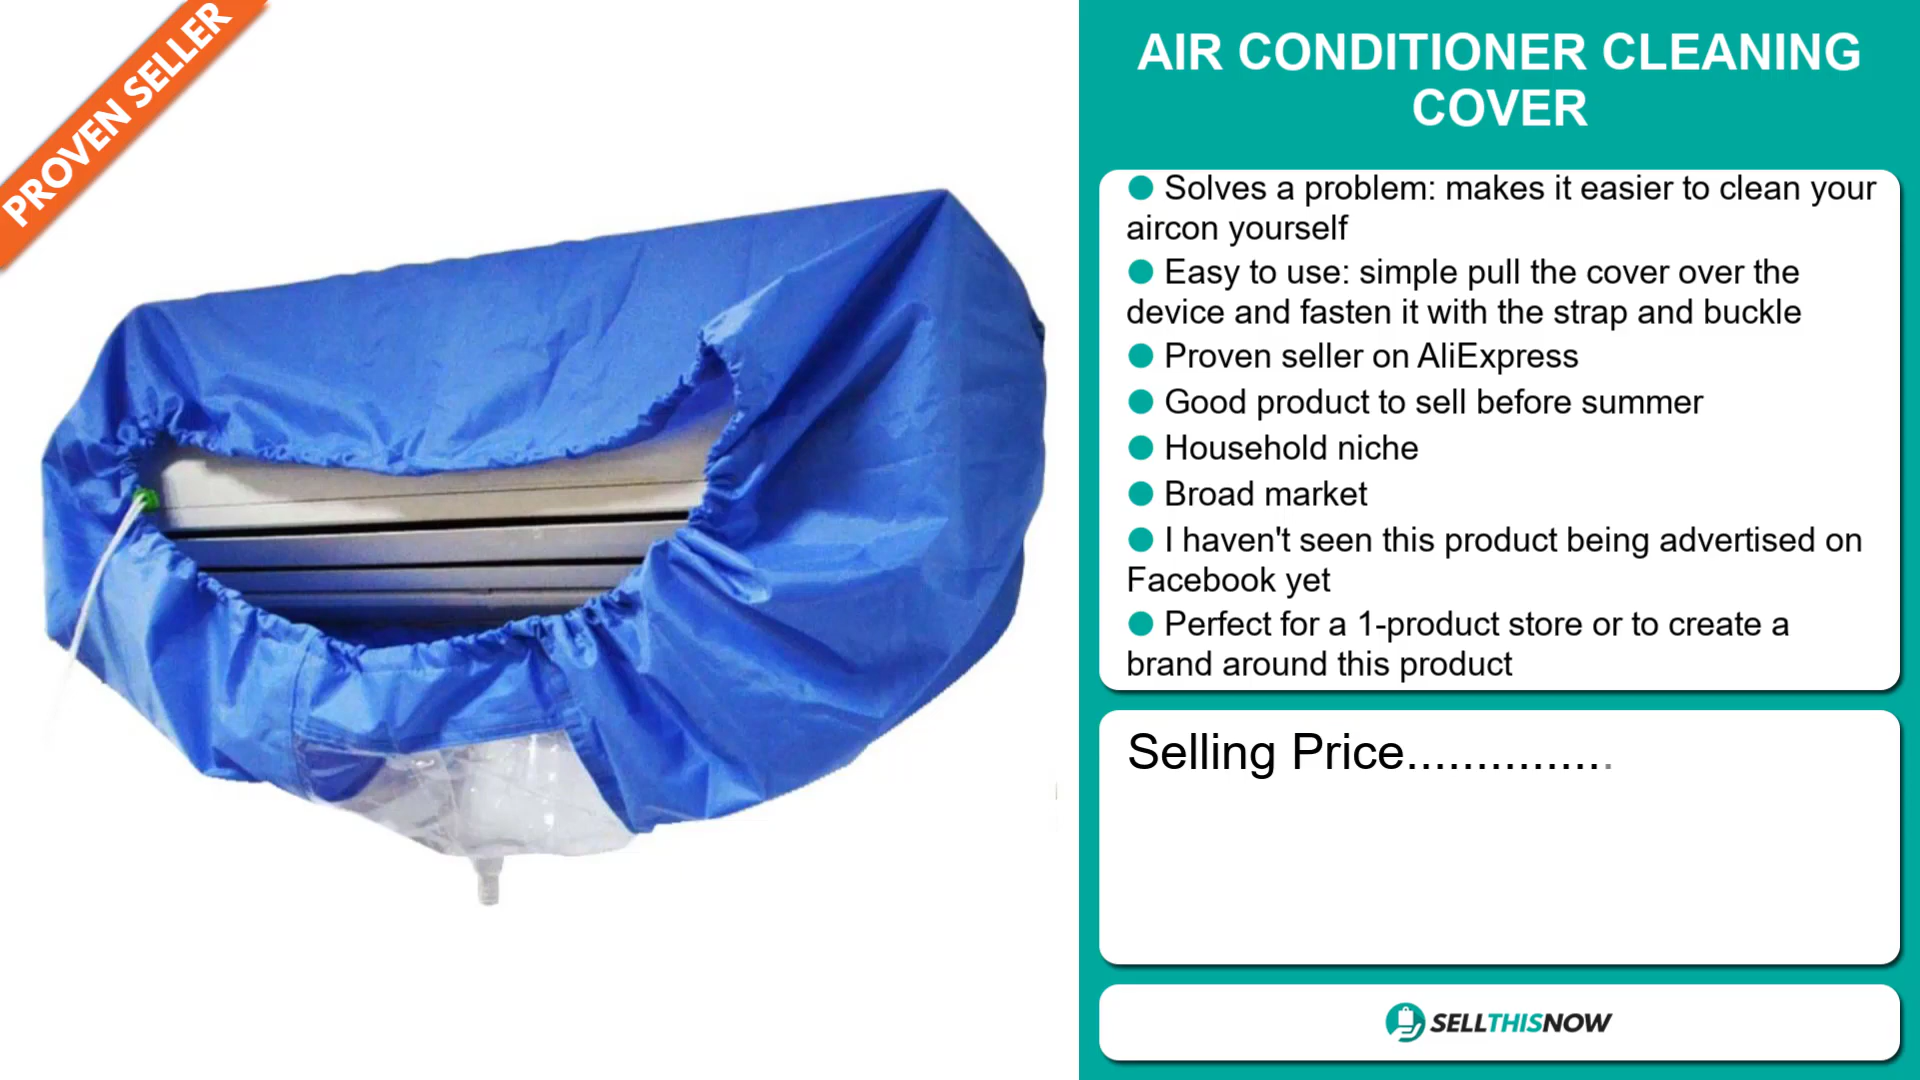 PROVEN SELLER
AIR CONDITIONER CLEANING
COVER
● Solves a problem: makes it easier to clean your
aircon yourself
● Easy to use: simple pull the cover over the
device and fasten it with the strap and buckle
● Proven seller on AliExpress
● Good product to sell before summer
● Household niche
● Broad market
● I haven't seen this product being advertised on
Facebook yet
● Perfect for a 1-product store or to create a
brand around this product
Selling Price...............
SELLTHISNOW